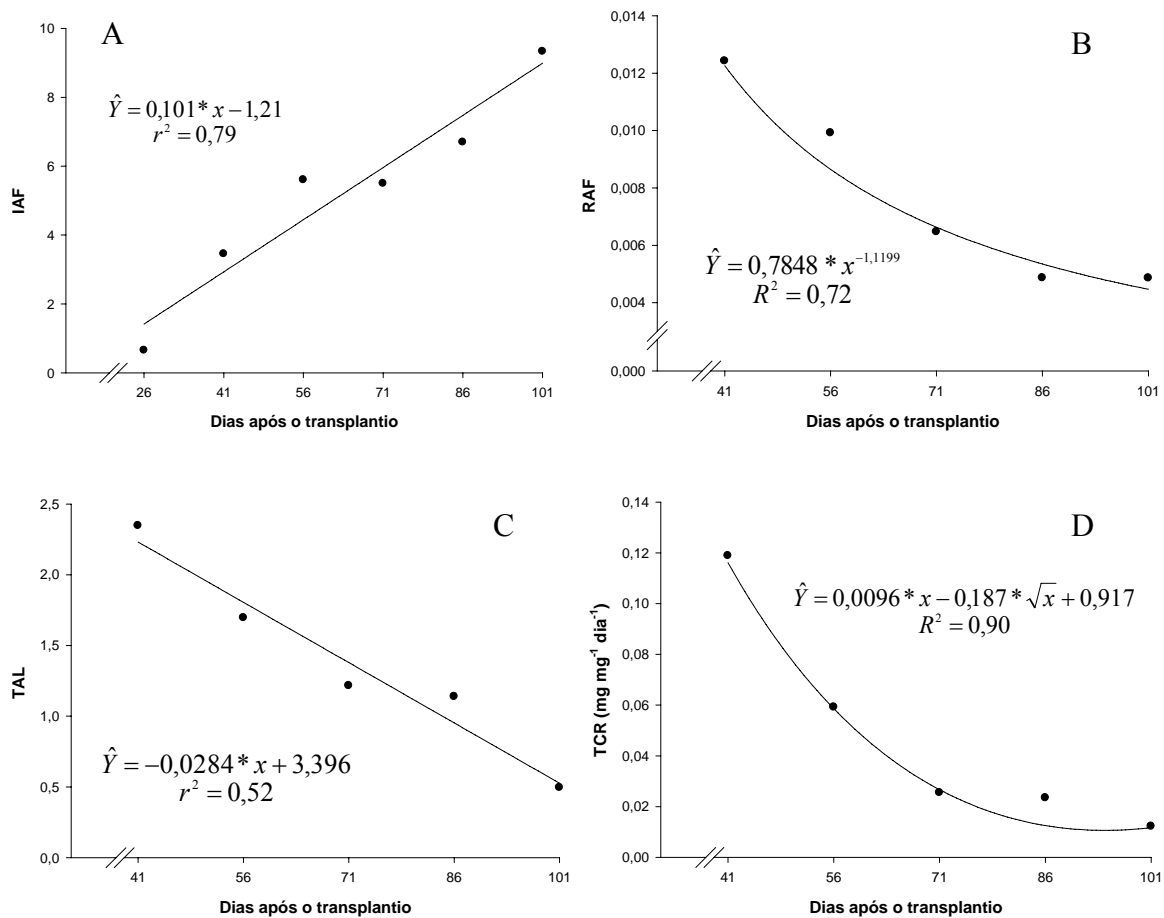 A
Ŷ = 0,101* x – 1,21
r² = 0,79
10
8
6
4
2
0
IAF
26 41 56 71 86 101
Dias após o transplantio
B
Ŷ = 0,7848 * x^−1,1199
R² = 0,72
0,014
0,012
0,010
0,008
0,006
0,004
0,000
RAF
41 56 71 86 101
Dias após o transplantio
C
Ŷ = −0,0284* x + 3,396
r² = 0,52
2,5
2,0
1,5
1,0
0,5
0,0
TAL
41 56 71 86 101
Dias após o transplantio
D
Ŷ = 0,0096* x – 0,187 * √x + 0,917
R² = 0,90
0,14
0,12
0,10
0,08
0,06
0,04
0,02
0,00
TCR (mg mg⁻¹ dia⁻¹)
41 56 71 86 101
Dias após o transplantio